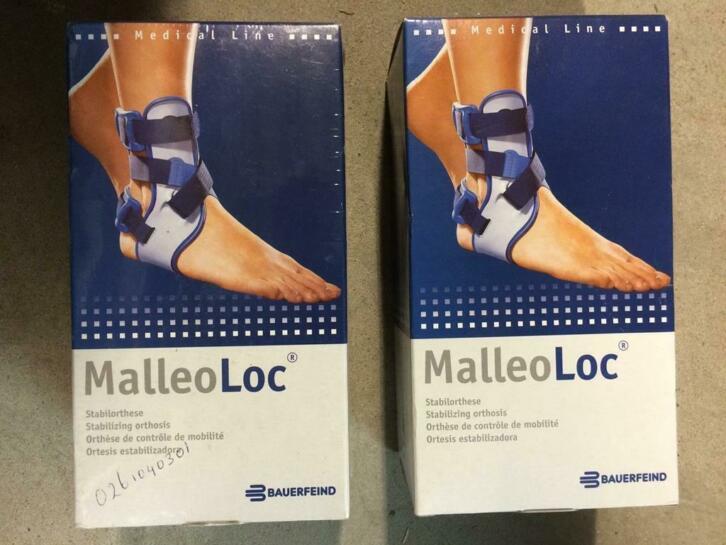 Medical Line
MalleoLoc®
Stabilorthese
Stabilizing orthosis
Orthèse de contrôle de mobilité
Ortesis estabilizadora
0261040301
BAUERFEIND
Medical Line
MalleoLoc®
Stabilorthese
Stabilizing orthosis
Orthèse de contrôle de mobilité
Ortesis estabilizadora
BAUERFEIND